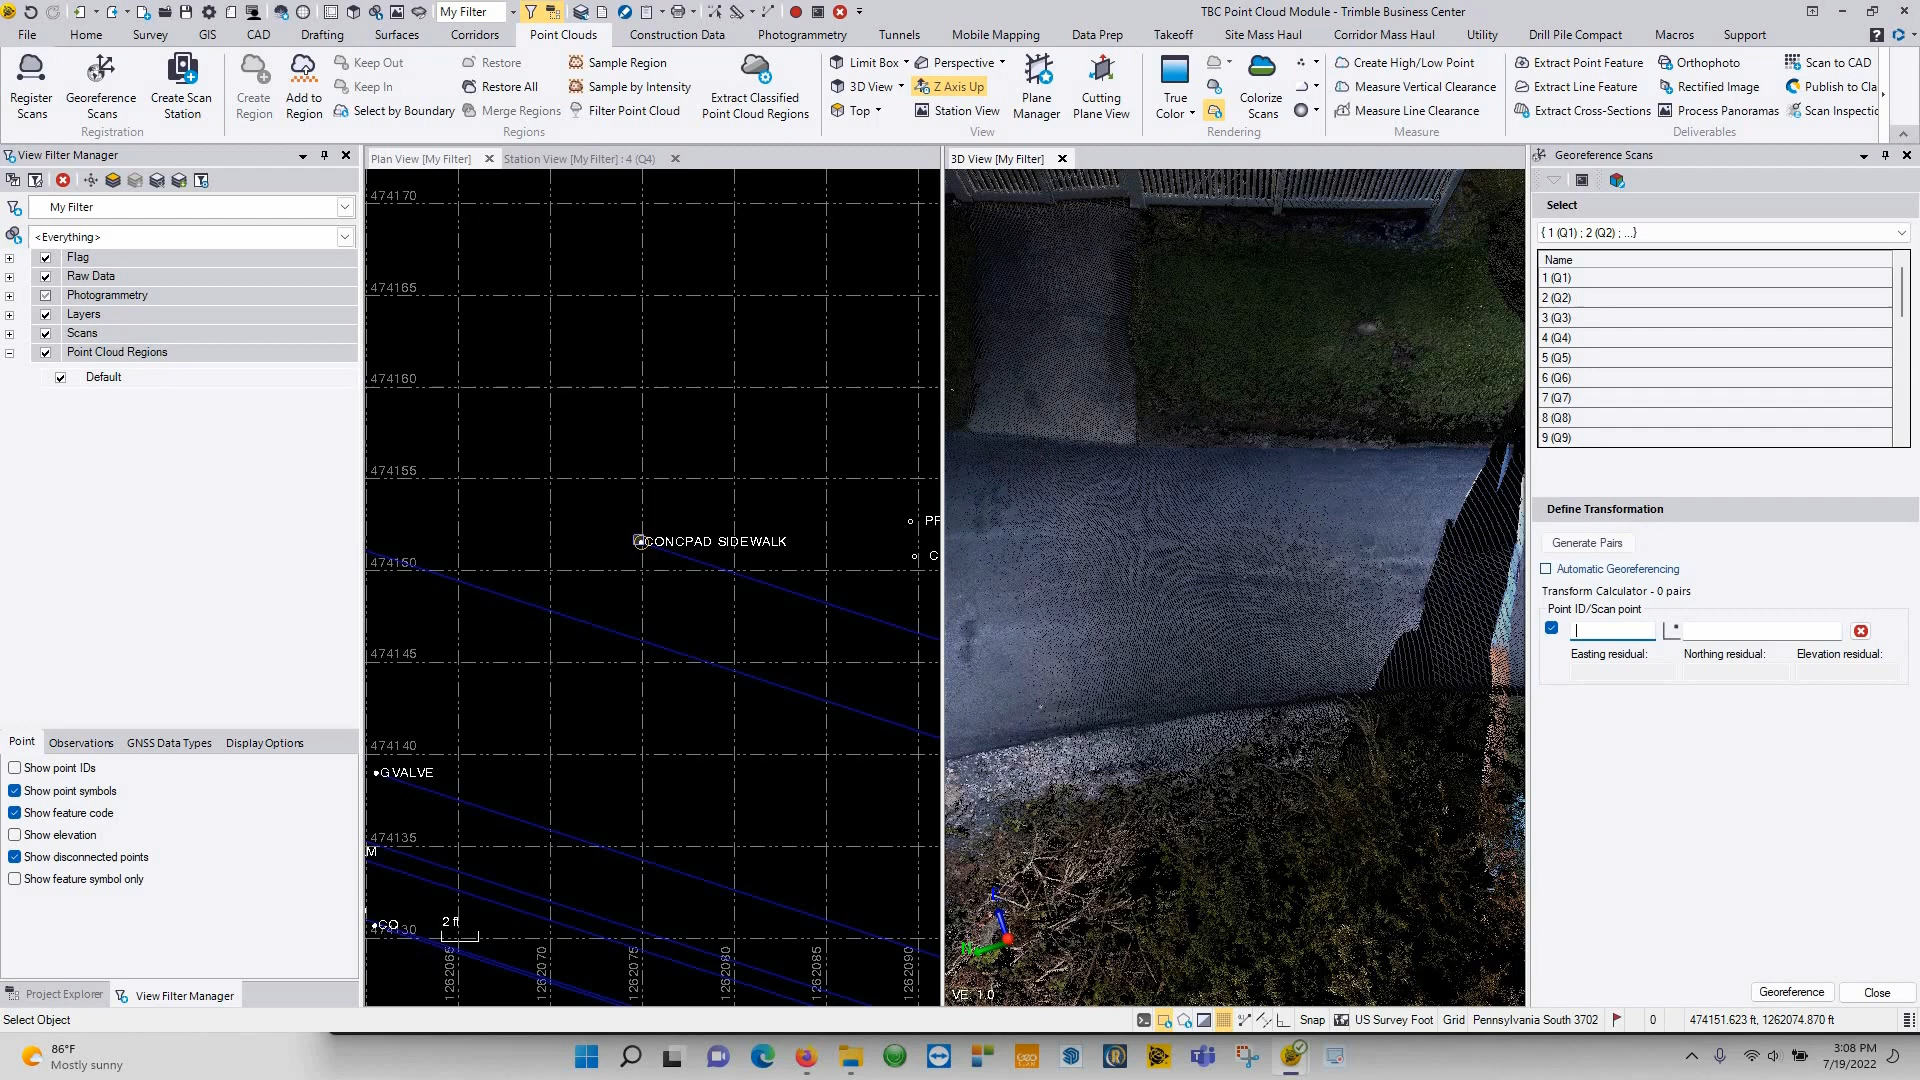 My Filter
TBC Point Cloud Module - Trimble Business Center
File
Home
Survey
GIS
CAD
Drafting
Surfaces
Corridors
Point Clouds
Construction Data
Photogrammetry
Tunnels
Mobile Mapping
Data Prep
Takeoff
Site Mass Haul
Corridor Mass Haul
Utility
Drill Pile Compact
Macros
Support
Register Scans
Georeference Scans
Create Scan Station
Registration
Create Region
Add to Region
Keep Out
Keep In
Select by Boundary
Restore
Restore All
Merge Regions
Sample Region
Sample by Intensity
Filter Point Cloud
Extract Classified Point Cloud Regions
Regions
Limit Box
3D View
Top
Perspective
Z Axis Up
Station View
Plane Manager
Cutting Plane View
View
True Color
Colorize Scans
Rendering
Create High/Low Point
Measure Vertical Clearance
Measure Line Clearance
Measure
Extract Point Feature
Extract Line Feature
Extract Cross-Sections
Orthophoto
Rectified Image
Process Panoramas
Scan to CAD
Publish to Cla
Scan Inspectic
Deliverables
View Filter Manager
My Filter
<Everything>
Flag
Raw Data
Photogrammetry
Layers
Scans
Point Cloud Regions
Default
Point
Observations
GNSS Data Types
Display Options
Show point IDs
Show point symbols
Show feature code
Show elevation
Show disconnected points
Show feature symbol only
Project Explorer
View Filter Manager
Plan View [My Filter]
Station View [My Filter] : 4 (Q4)
474170
474165
474160
474155
474150
474145
474140
474135
474130
CONCPAD SIDEWALK
PF
C
GVALVE
M
CO
2 ft
1262065
1262070
1262075
1262080
1262085
1262090
3D View [My Filter]
N
VE: 1.0
Georeference Scans
Select
{ 1 (Q1) ; 2 (Q2) ; ...}
Name
1 (Q1)
2 (Q2)
3 (Q3)
4 (Q4)
5 (Q5)
6 (Q6)
7 (Q7)
8 (Q8)
9 (Q9)
Define Transformation
Generate Pairs
Automatic Georeferencing
Transform Calculator - 0 pairs
Point ID/Scan point
Easting residual:
Northing residual:
Elevation residual:
Georeference
Close
Select Object
Snap
US Survey Foot
Grid
Pennsylvania South 3702
0
474151.623 ft, 1262074.870 ft
86°F
Mostly sunny
3:08 PM
7/19/2022